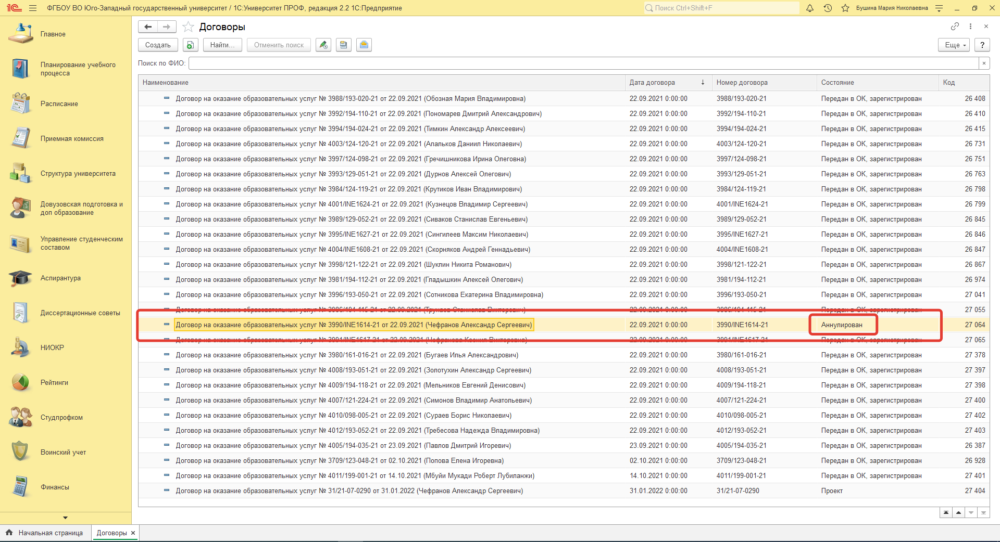 1С ФГБОУ ВО Юго-Западный государственный университет / 1С:Университет ПРОФ, редакция 2.2 1С:Предприятие Поиск Ctrl+Shift+F Бушина Мария Николаевна
Главное
Планирование учебного
процесса
Расписание
Приемная комиссия
Структура университета
Довузовская подготовка и
доп образование
Управление студенческим
составом
Аспирантура
Диссертационные советы
НИОКР
Рейтинги
Студпрофком
Воинский учет
Финансы
Договоры
Создать Найти... Отменить поиск Еще ?
Поиск по ФИО:
Наименование Дата договора ↓ Номер договора Состояние Код
Договор на оказание образовательных услуг № 3988/193-020-21 от 22.09.2021 (Обозная Мария Владимировна) 22.09.2021 0:00:00 3988/193-020-21 Передан в ОК, зарегистрирован 26 408
Договор на оказание образовательных услуг № 3992/194-110-21 от 22.09.2021 (Пономарев Дмитрий Александрович) 22.09.2021 0:00:00 3992/194-110-21 Передан в ОК, зарегистрирован 26 410
Договор на оказание образовательных услуг № 3994/194-024-21 от 22.09.2021 (Тимкин Александр Алексеевич) 22.09.2021 0:00:00 3994/194-024-21 Передан в ОК, зарегистрирован 26 415
Договор на оказание образовательных услуг № 4003/124-120-21 от 22.09.2021 (Апальков Даниил Николаевич) 22.09.2021 0:00:00 4003/124-120-21 Передан в ОК, зарегистрирован 26 731
Договор на оказание образовательных услуг № 3997/124-098-21 от 22.09.2021 (Гречишникова Ирина Олеговна) 22.09.2021 0:00:00 3997/124-098-21 Передан в ОК, зарегистрирован 26 751
Договор на оказание образовательных услуг № 3993/129-051-21 от 22.09.2021 (Дурнов Алексей Олегович) 22.09.2021 0:00:00 3993/129-051-21 Передан в ОК, зарегистрирован 26 763
Договор на оказание образовательных услуг № 3984/124-119-21 от 22.09.2021 (Крутиков Иван Владимирович) 22.09.2021 0:00:00 3984/124-119-21 Передан в ОК, зарегистрирован 26 798
Договор на оказание образовательных услуг № 4001/INE1624-21 от 22.09.2021 (Кузнецов Владимир Сергеевич) 22.09.2021 0:00:00 4001/INE1624-21 Передан в ОК, зарегистрирован 26 799
Договор на оказание образовательных услуг № 3989/129-052-21 от 22.09.2021 (Сиваков Станислав Евгеньевич) 22.09.2021 0:00:00 3989/129-052-21 Передан в ОК, зарегистрирован 26 845
Договор на оказание образовательных услуг № 3995/INE1627-21 от 22.09.2021 (Сингилеев Максим Николаевич) 22.09.2021 0:00:00 3995/INE1627-21 Передан в ОК, зарегистрирован 26 846
Договор на оказание образовательных услуг № 4004/INE1608-21 от 22.09.2021 (Скорняков Андрей Геннадьевич) 22.09.2021 0:00:00 4004/INE1608-21 Передан в ОК, зарегистрирован 26 847
Договор на оказание образовательных услуг № 3998/121-122-21 от 22.09.2021 (Шуклин Никита Романович) 22.09.2021 0:00:00 3998/121-122-21 Передан в ОК, зарегистрирован 26 867
Договор на оказание образовательных услуг № 3981/194-112-21 от 22.09.2021 (Гладышкин Алексей Олегович) 22.09.2021 0:00:00 3981/194-112-21 Передан в ОК, зарегистрирован 26 974
Договор на оказание образовательных услуг № 3996/193-050-21 от 22.09.2021 (Сотникова Екатерина Владимировна) 22.09.2021 0:00:00 3996/193-050-21 Передан в ОК, зарегистрирован 27 041
Договор на оказание образовательных услуг № 3986/194-115-21 от 22.09.2021 Станислав Викторович) 22.09.2021 0:00:00 3986/194-115-21 Передан в ОК, зарегистрирован 27 055
Договор на оказание образовательных услуг № 3990/INE1614-21 от 22.09.2021 (Чефранов Александр Сергеевич) 22.09.2021 0:00:00 3990/INE1614-21 Аннулирован 27 064
Договор на оказание образовательных услуг № 3991/INE1617-21 от 22.09.2021 (Чефранова Ксения Викторовна) 22.09.2021 0:00:00 3991/INE1617-21 Передан в ОК, зарегистрирован 27 065
Договор на оказание образовательных услуг № 3980/161-016-21 от 22.09.2021 (Бугаев Илья Александрович) 22.09.2021 0:00:00 3980/161-016-21 Передан в ОК, зарегистрирован 27 378
Договор на оказание образовательных услуг № 4008/193-051-21 от 22.09.2021 (Золотухин Александр Сергеевич) 22.09.2021 0:00:00 4008/193-051-21 Передан в ОК, зарегистрирован 27 397
Договор на оказание образовательных услуг № 4009/194-118-21 от 22.09.2021 (Мельников Евгений Денисович) 22.09.2021 0:00:00 4009/194-118-21 Передан в ОК, зарегистрирован 27 398
Договор на оказание образовательных услуг № 4007/121-224-21 от 22.09.2021 (Симонов Владимир Анатольевич) 22.09.2021 0:00:00 4007/121-224-21 Передан в ОК, зарегистрирован 27 400
Договор на оказание образовательных услуг № 4010/098-005-21 от 22.09.2021 (Сураев Борис Николаевич) 22.09.2021 0:00:00 4010/098-005-21 Передан в ОК, зарегистрирован 27 402
Договор на оказание образовательных услуг № 4012/193-052-21 от 22.09.2021 (Требесова Надежда Владимировна) 22.09.2021 0:00:00 4012/193-052-21 Передан в ОК, зарегистрирован 27 403
Договор на оказание образовательных услуг № 4005/194-035-21 от 23.09.2021 (Павлов Дмитрий Игоревич) 23.09.2021 0:00:00 4005/194-035-21 Передан в ОК, зарегистрирован 26 387
Договор на оказание образовательных услуг № 3709/123-048-21 от 02.10.2021 (Попова Елена Игоревна) 02.10.2021 0:00:00 3709/123-048-21 Передан в ОК, зарегистрирован 26 928
Договор на оказание образовательных услуг № 4011/199-001-21 от 14.10.2021 (Мбуйи Мукади Роберт Лубиланжи) 14.10.2021 0:00:00 4011/199-001-21 Передан в ОК, зарегистрирован 27 401
Договор на оказание образовательных услуг № 31/21-07-0290 от 31.01.2022 (Чефранов Александр Сергеевич) 31.01.2022 0:00:00 31/21-07-0290 Проект 27 404
Начальная страница Договоры